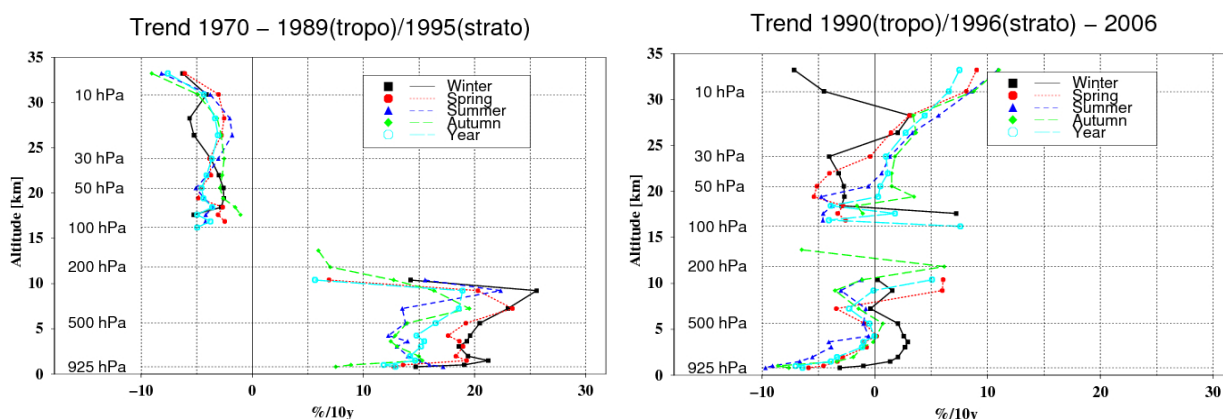 Trend 1970 – 1989(tropo)/1995(strato)
35
30
25
20
15
10
5
0
Altitude [km]
10 hPa
30 hPa
50 hPa
100 hPa
200 hPa
500 hPa
925 hPa
Winter
Spring
Summer
Autumn
Year
−10
0
10
20
30
%/10y
Trend 1990(tropo)/1996(strato) – 2006
35
30
25
20
15
10
5
0
Altitude [km]
10 hPa
30 hPa
50 hPa
100 hPa
200 hPa
500 hPa
925 hPa
Winter
Spring
Summer
Autumn
Year
−10
0
10
20
30
%/10y